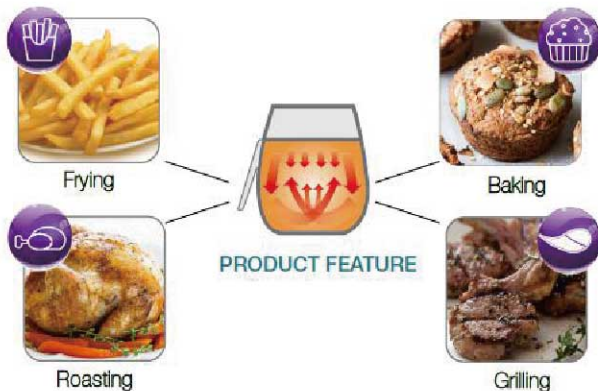 Frying
Baking
PRODUCT FEATURE
Roasting
Grilling